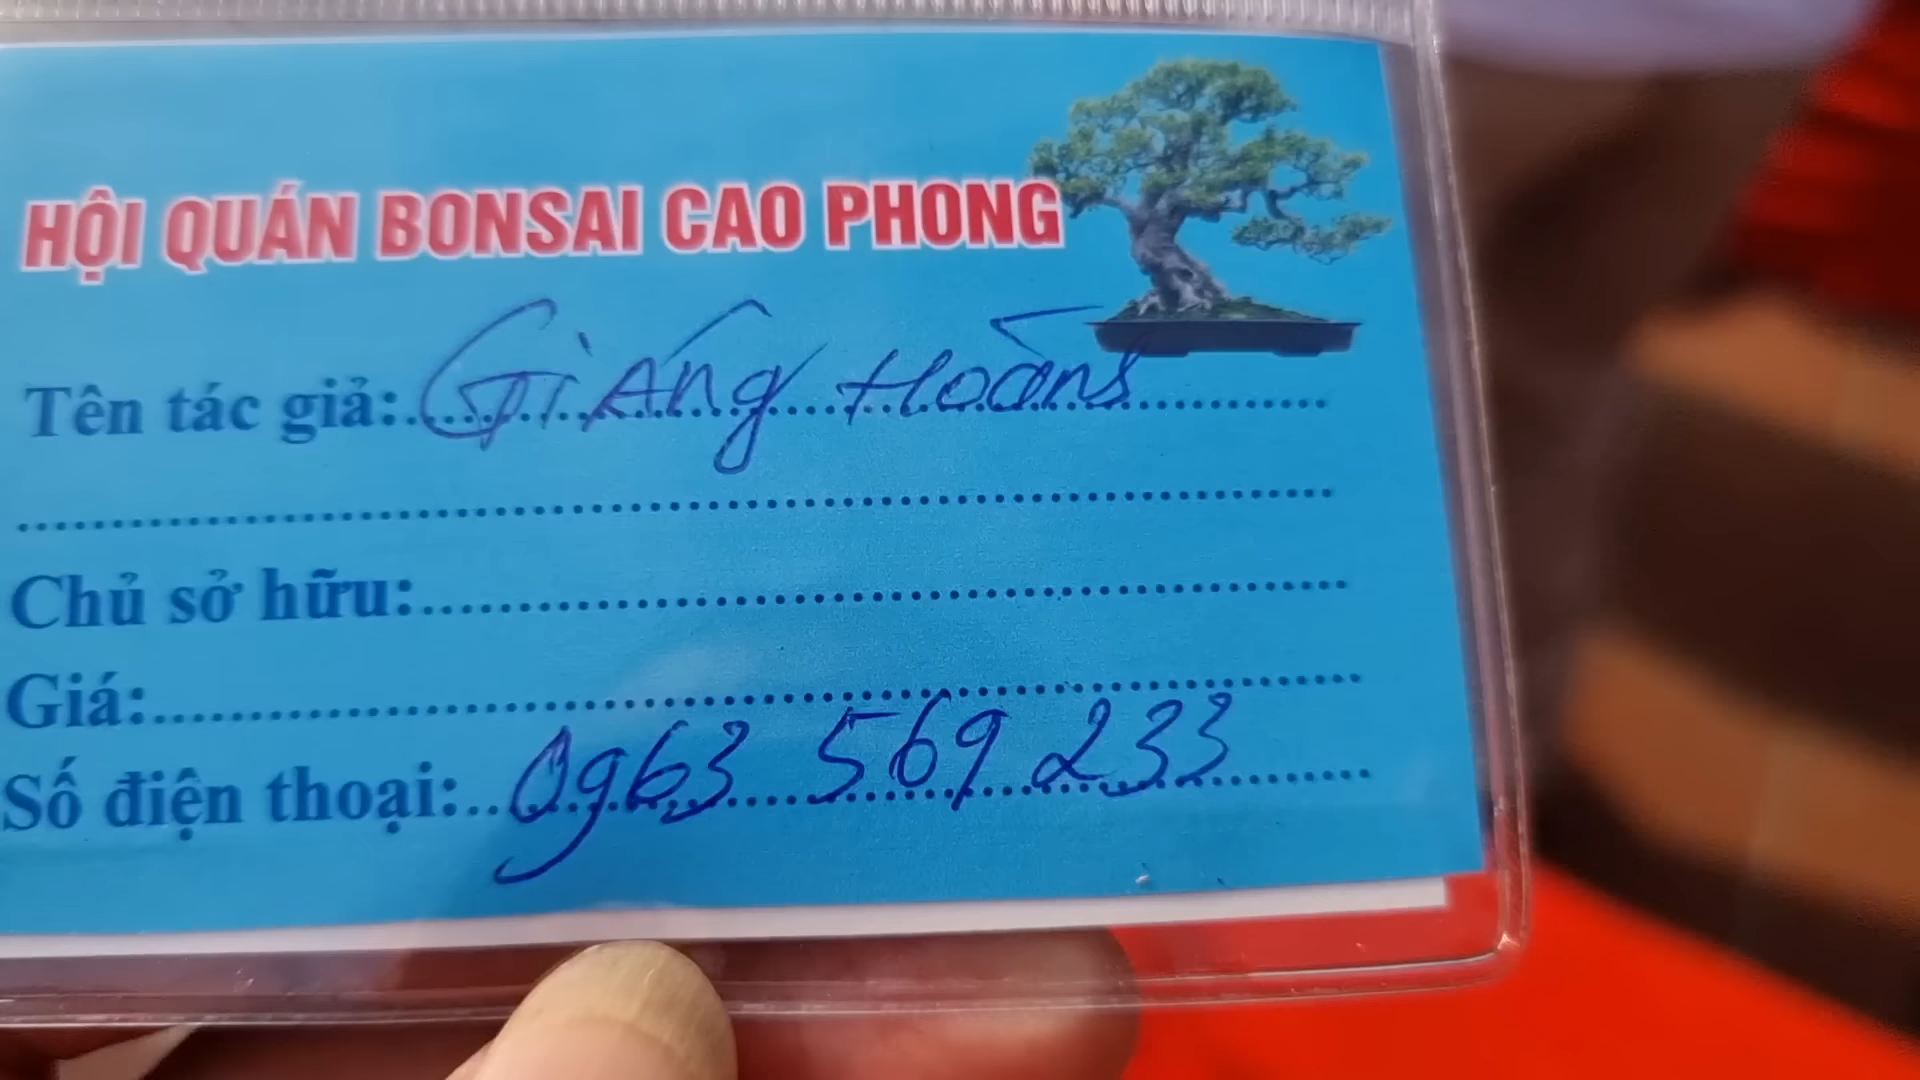 HỘI QUÁN BONSAI CAO PHONG
Tên tác giả: Giáng Hoàng
Chủ sở hữu:
Giá:
Số điện thoại: 0963 569 233